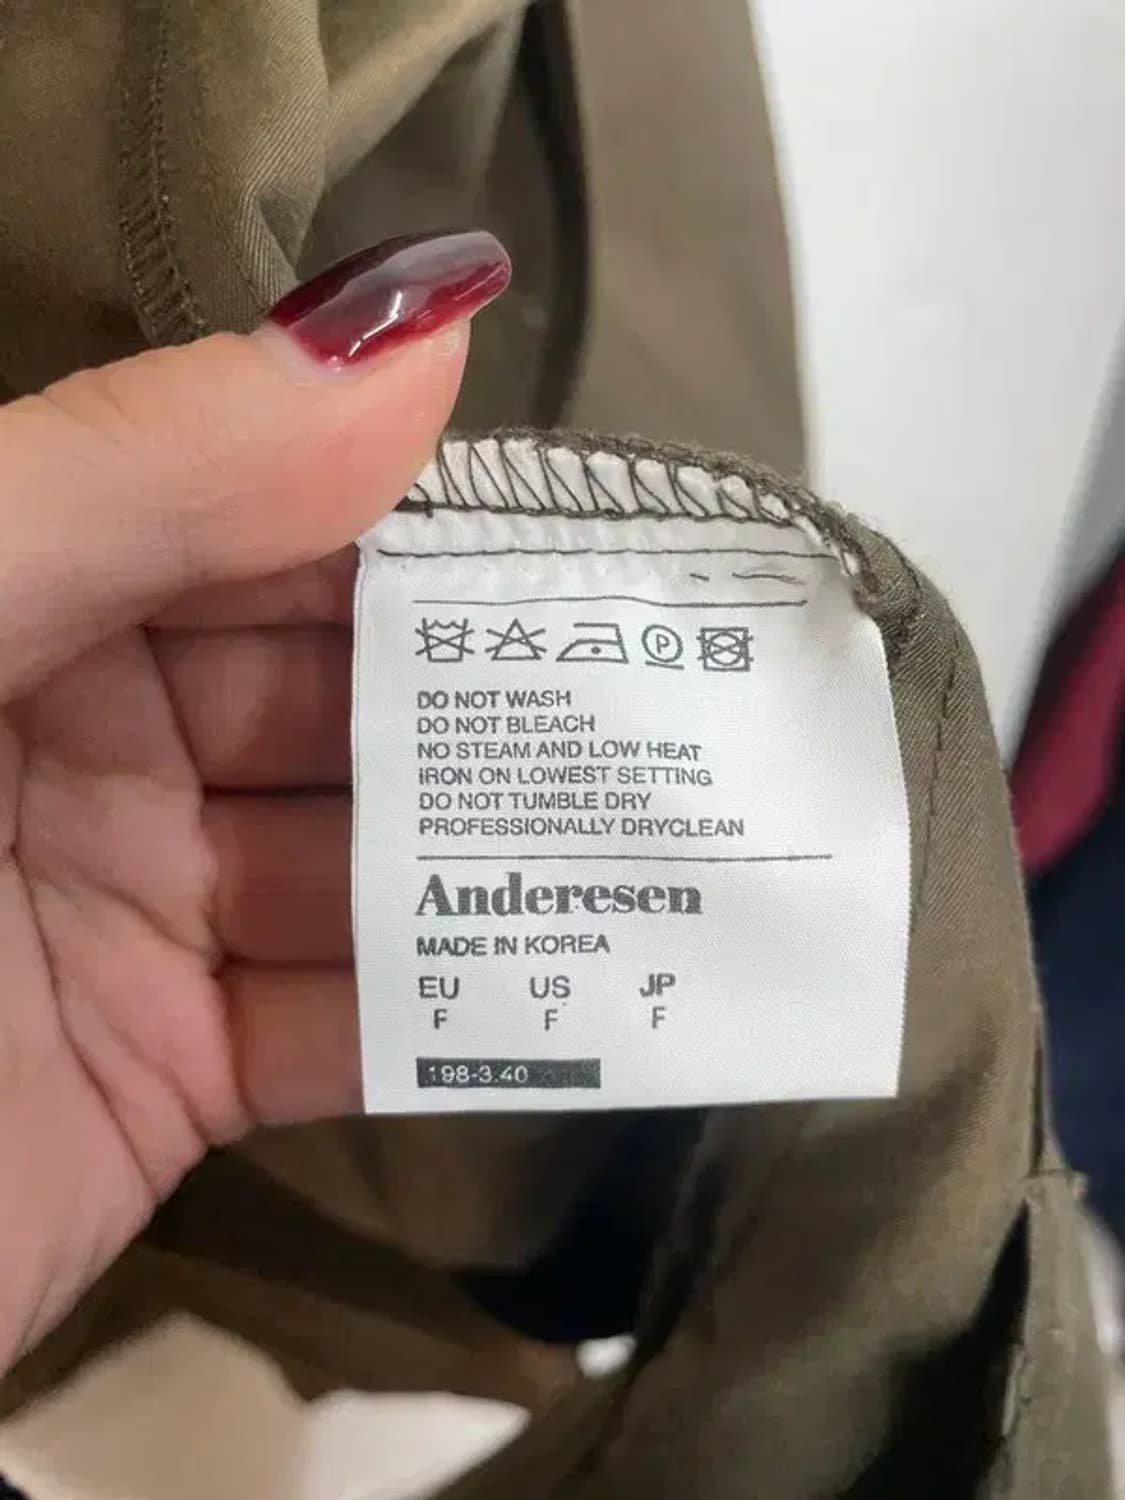 P
DO NOT WASH
DO NOT BLEACH
NO STEAM AND LOW HEAT
IRON ON LOWEST SETTING
DO NOT TUMBLE DRY
PROFESSIONALLY DRYCLEAN
Anderesen
MADE IN KOREA
EU US JP
F F F
198-3.40